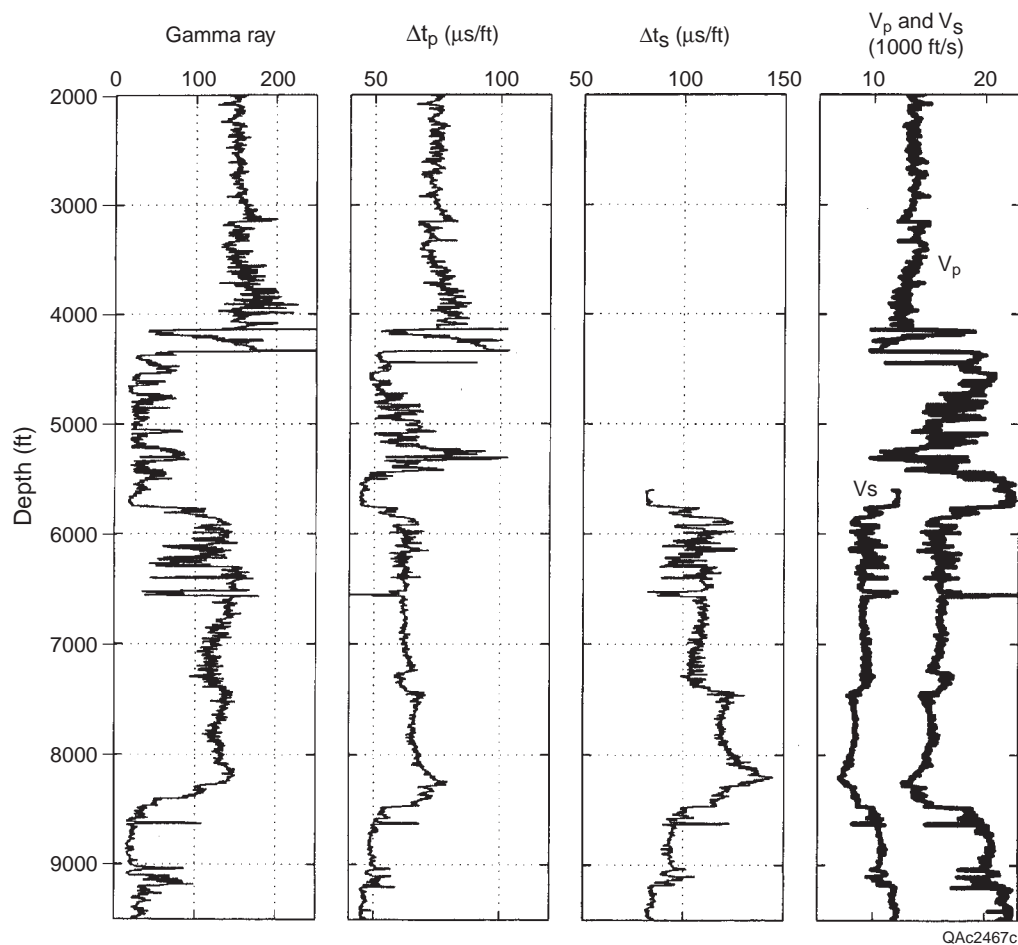 Gamma ray
Δtp (μs/ft)
Δts (μs/ft)
Vp and VS
(1000 ft/s)
0 100 200
50 100
50 100 150
10 20
2000
3000
4000
5000
6000
7000
8000
9000
Depth (ft)
Vp
Vs
QAc2467c